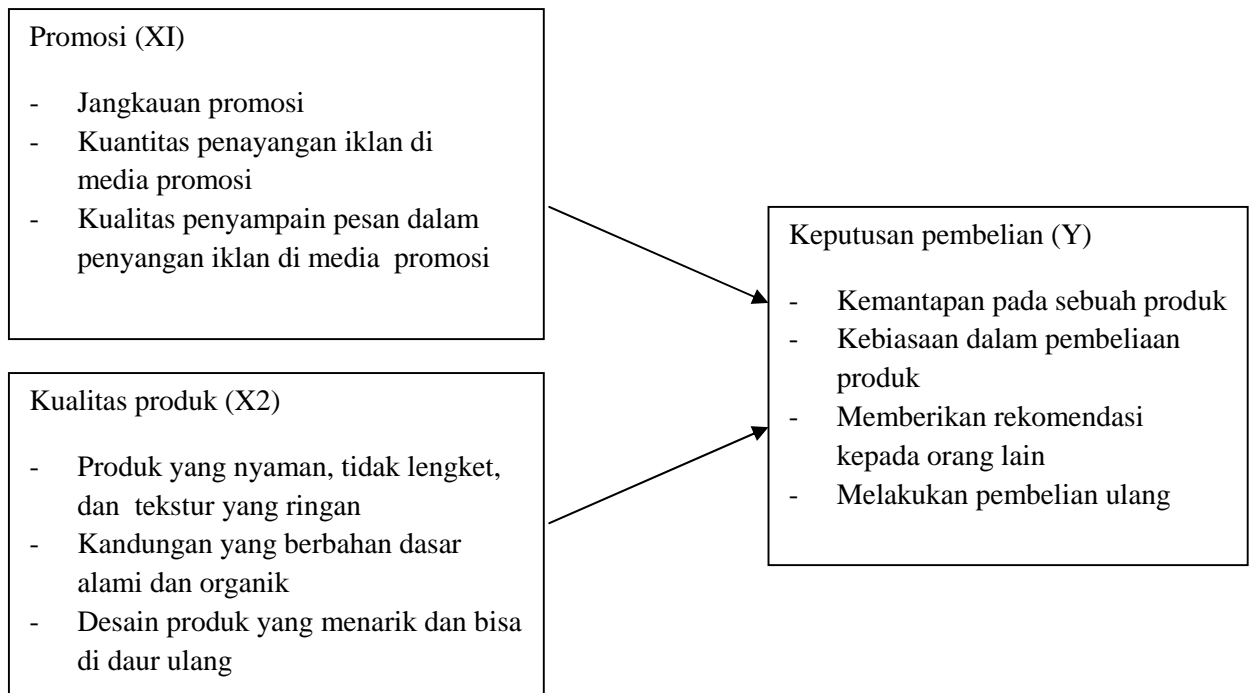 Promosi (XI)
- Jangkauan promosi
- Kuantitas penayangan iklan di
media promosi
- Kualitas penyampain pesan dalam
penyangan iklan di media promosi
Kualitas produk (X2)
- Produk yang nyaman, tidak lengket,
dan tekstur yang ringan
- Kandungan yang berbahan dasar
alami dan organik
- Desain produk yang menarik dan bisa
di daur ulang
Keputusan pembelian (Y)
- Kemantapan pada sebuah produk
- Kebiasaan dalam pembeliaan
produk
- Memberikan rekomendasi
kepada orang lain
- Melakukan pembelian ulang